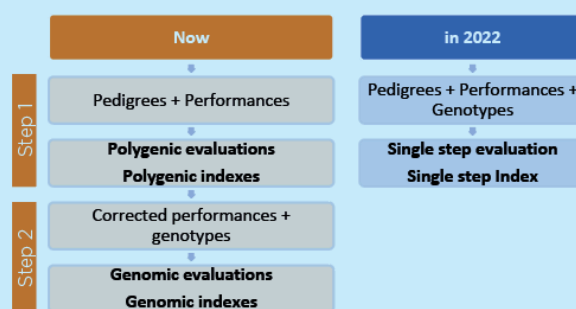 Now
in 2022
Step 1
Pedigrees + Performances
Polygenic evaluations
Polygenic indexes
Pedigrees + Performances +
Genotypes
Single step evaluation
Single step Index
Step 2
Corrected performances +
genotypes
Genomic evaluations
Genomic indexes